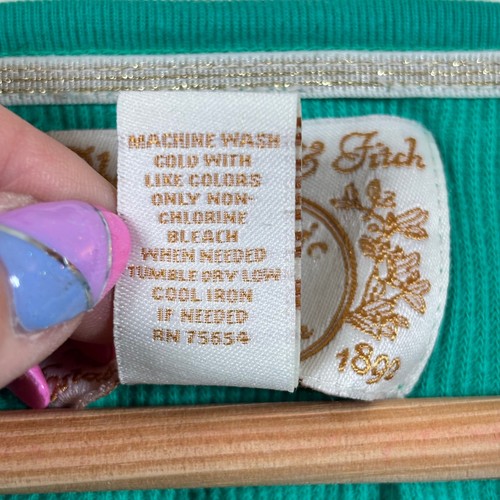 MACHINE WASH
COLD WITH
LIKE COLORS
ONLY NON-
CHLORINE
BLEACH
WHEN NEEDED
TUMBLE DRY LOW
COOL IRON
IF NEEDED
RN 75654
& Fitch
1892